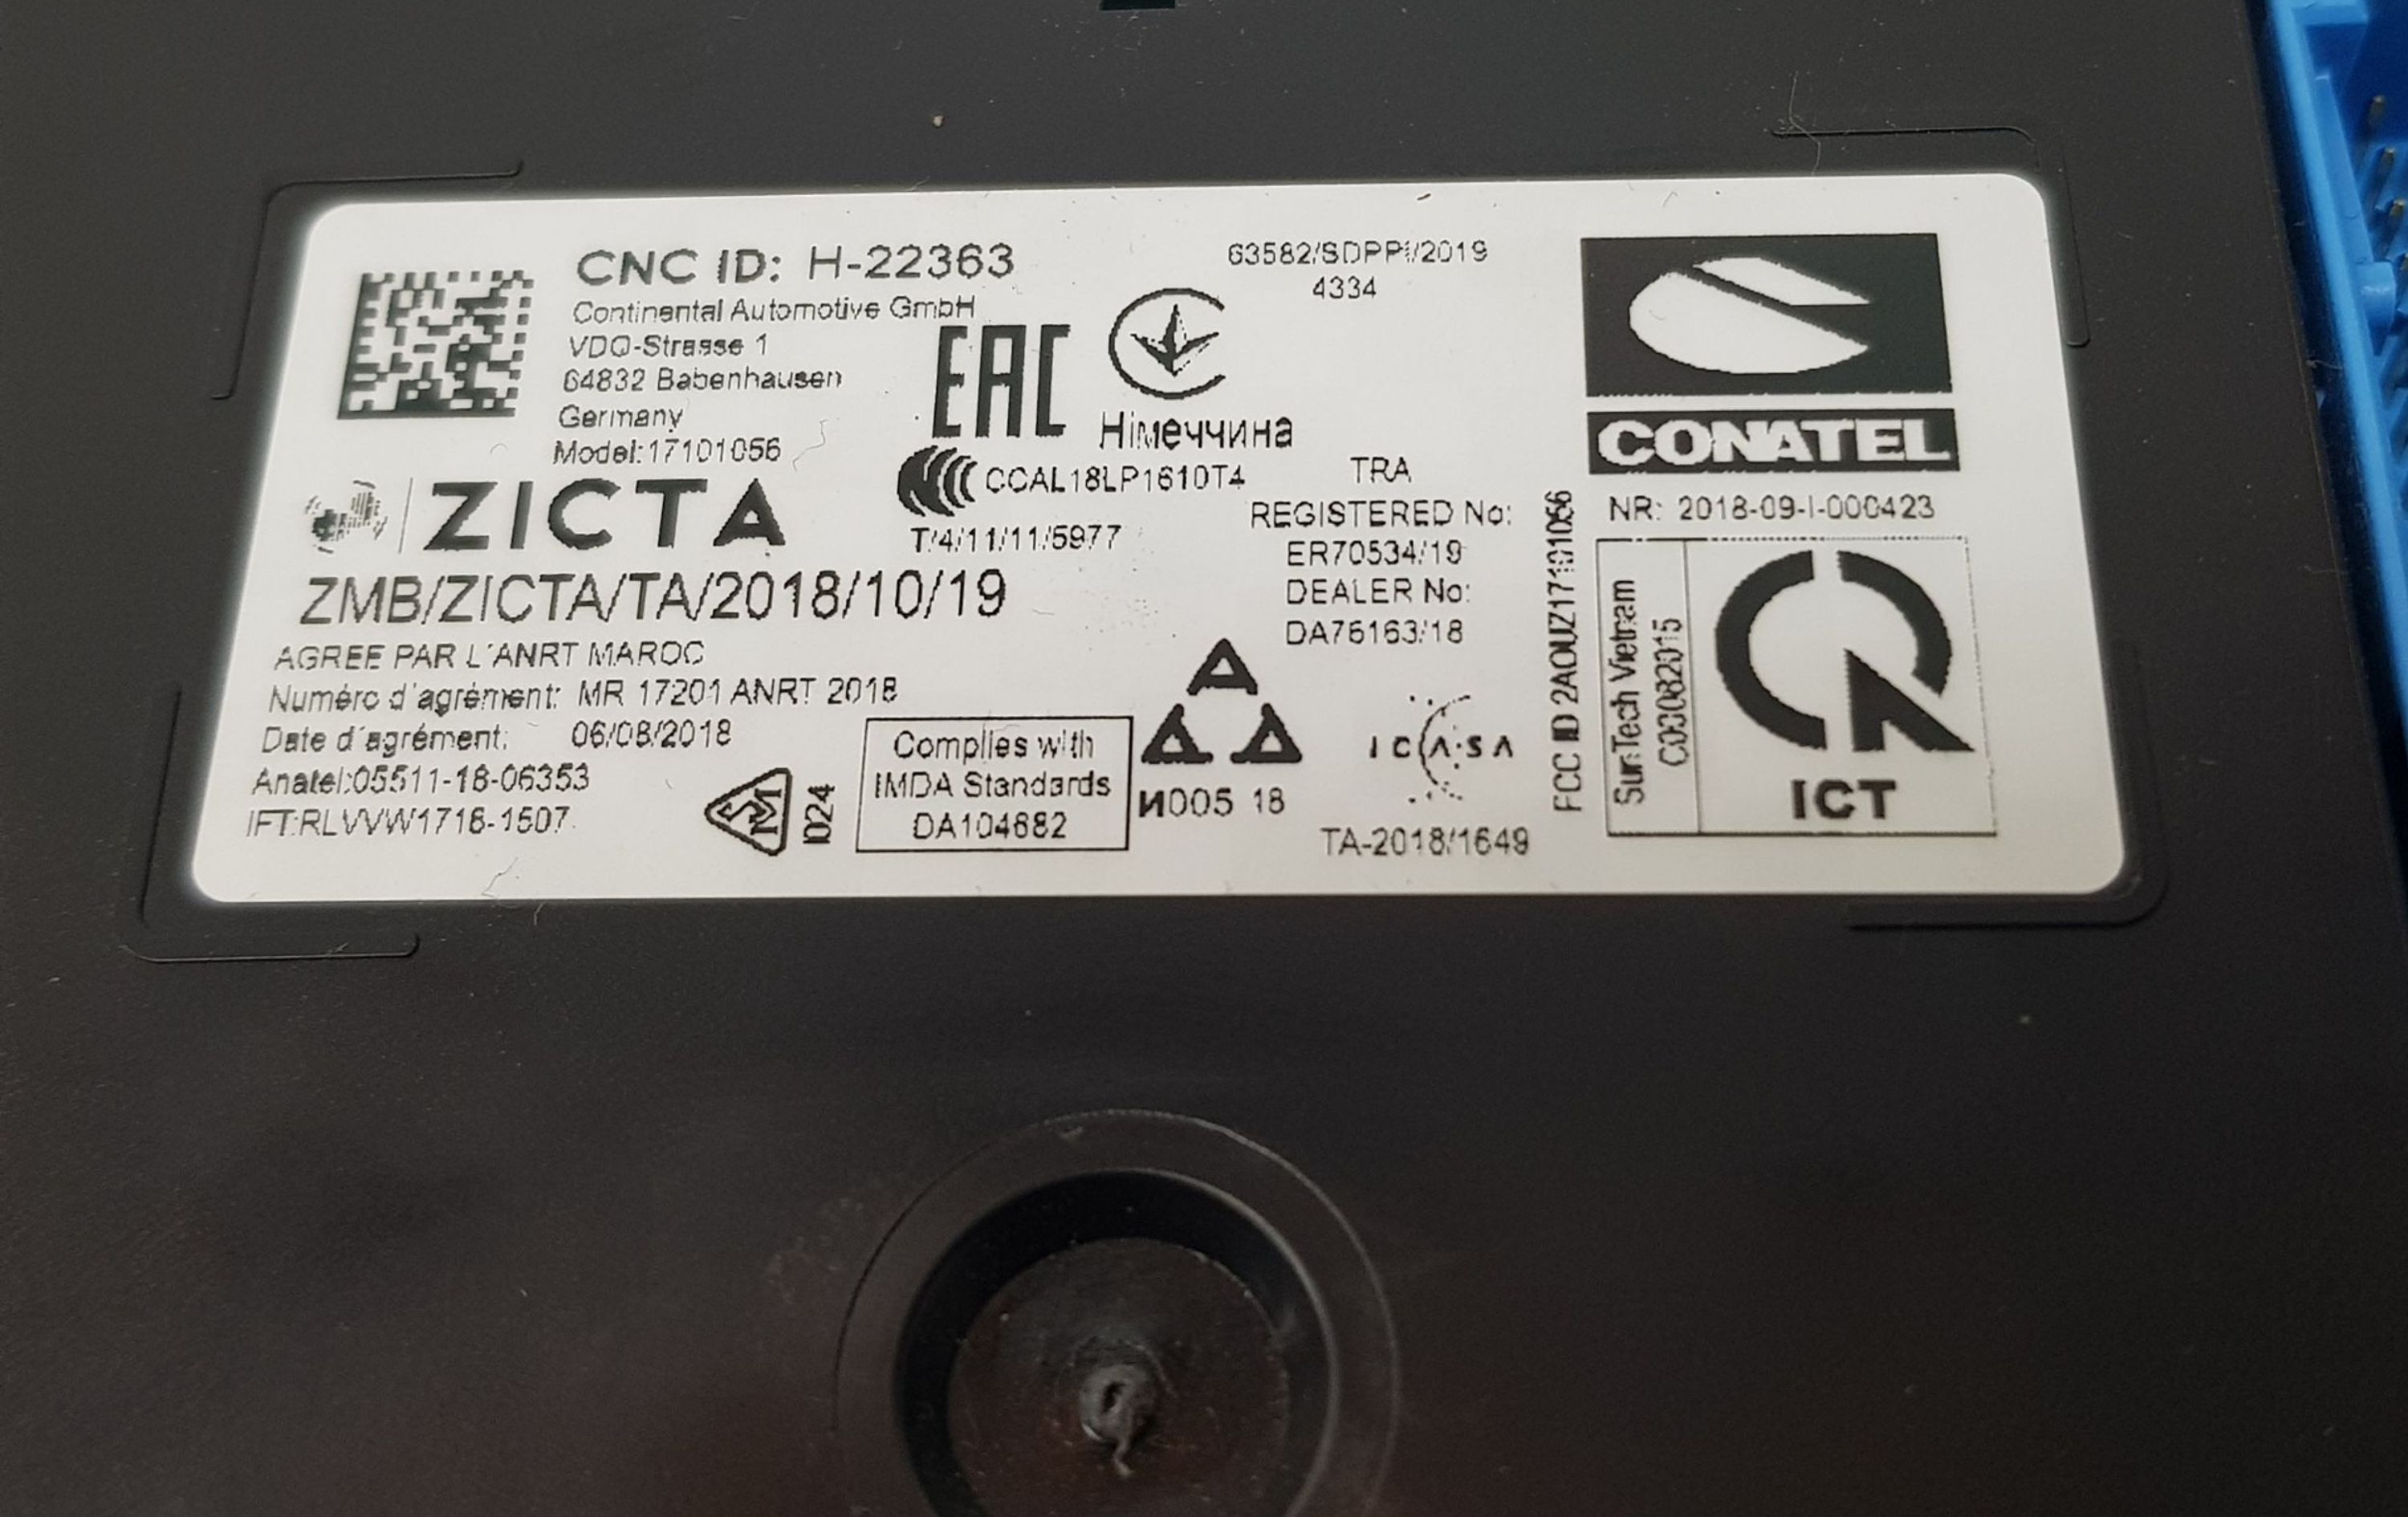 CNC ID: H-22363
Continental Automotive GmbH
VDO-Strasse 1
64832 Babenhausen
Germany
Model:17101056
EAC
Німеччина
63582/SDPPI/2019
4334
CONATEL
NR: 2018-09-I-000423
ZICTA
ZMB/ZICTA/TA/2018/10/19
CCAL18LP1610T4
T/4/11/11/5977
TRA
REGISTERED No:
ER70534/19
DEALER No:
DA76163/18
AGREE PAR L'ANRT MAROC
Numéro d'agrément: MR 17201 ANRT 2018
Date d'agrément: 06/08/2018
Anatel:05511-18-06353
IFT:RLVVW1718-1507
ID24
Complies with
IMDA Standards
DA104682
И005 18
ICASA
TA-2018/1649
FCC ID 2AOUZ17101056
SunTech Vietnam
C030082015
ICT